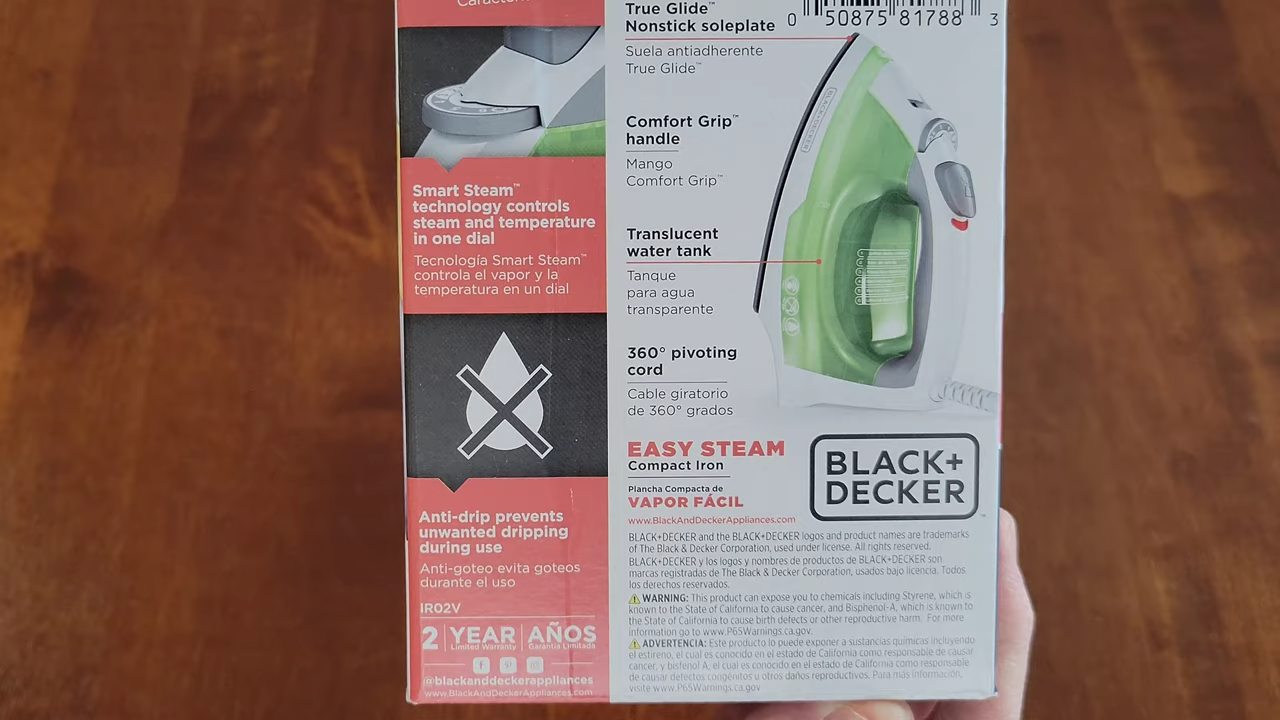 Smart Steam™
technology controls
steam and temperature
in one dial
Tecnología Smart Steam™
controla el vapor y la
temperatura en un dial
Anti-drip prevents
unwanted dripping
during use
Anti-goteo evita goteos
durante el uso
IR02V
2 YEAR AÑOS
Limited Warranty Garantía Limitada
@blackanddeckerappliances
www.BlackAndDeckerAppliances.com
True Glide™
Nonstick soleplate
Suela antiadherente
True Glide™
0 50875 81788 3
Comfort Grip™
handle
Mango
Comfort Grip™
Translucent
water tank
Tanque
para agua
transparente
360° pivoting
cord
Cable giratorio
de 360° grados
BLACK+DECKER
EASY STEAM
Compact Iron
Plancha Compacta de
VAPOR FÁCIL
www.BlackAndDeckerAppliances.com
BLACK+
DECKER
BLACK+DECKER and the BLACK+DECKER logos and product names are trademarks
of The Black & Decker Corporation, used under license. All rights reserved.
BLACK+DECKER y los logos y nombres de productos de BLACK+DECKER son
marcas registradas de The Black & Decker Corporation, usados bajo licencia. Todos
los derechos reservados.
WARNING: This product can expose you to chemicals including Styrene, which is
known to the State of California to cause cancer, and Bisphenol-A, which is known to
the State of California to cause birth defects or other reproductive harm. For more
information go to www.P65Warnings.ca.gov.
ADVERTENCIA: Este producto lo puede exponer a sustancias químicas incluyendo
el estireno, el cual es conocido en el estado de California como responsable de causar
cancer, y bisfenol A, el cual es conocido en el estado de California como responsable
de causar defectos congénitos u otros daños reproductivos. Para más información,
visite www.P65Warnings.ca.gov